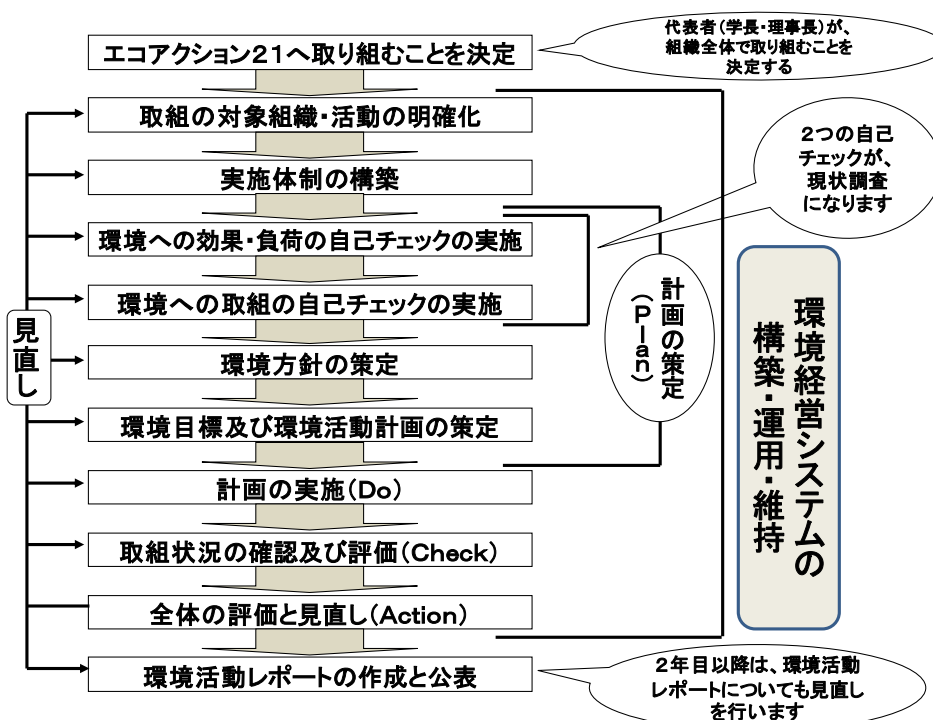 エコアクション21へ取り組むことを決定
代表者(学長・理事長)が、
組織全体で取り組むことを
決定する
取組の対象組織・活動の明確化
2つの自己
チェックが、
現状調査
になります
実施体制の構築
環境への効果・負荷の自己チェックの実施
環境への取組の自己チェックの実施
計画の策定
(Plan)
環境経営システムの
構築・運用・維持
見直し
環境方針の策定
環境目標及び環境活動計画の策定
計画の実施(Do)
取組状況の確認及び評価(Check)
全体の評価と見直し(Action)
環境活動レポートの作成と公表
2年目以降は、環境活動
レポートについても見直し
を行います